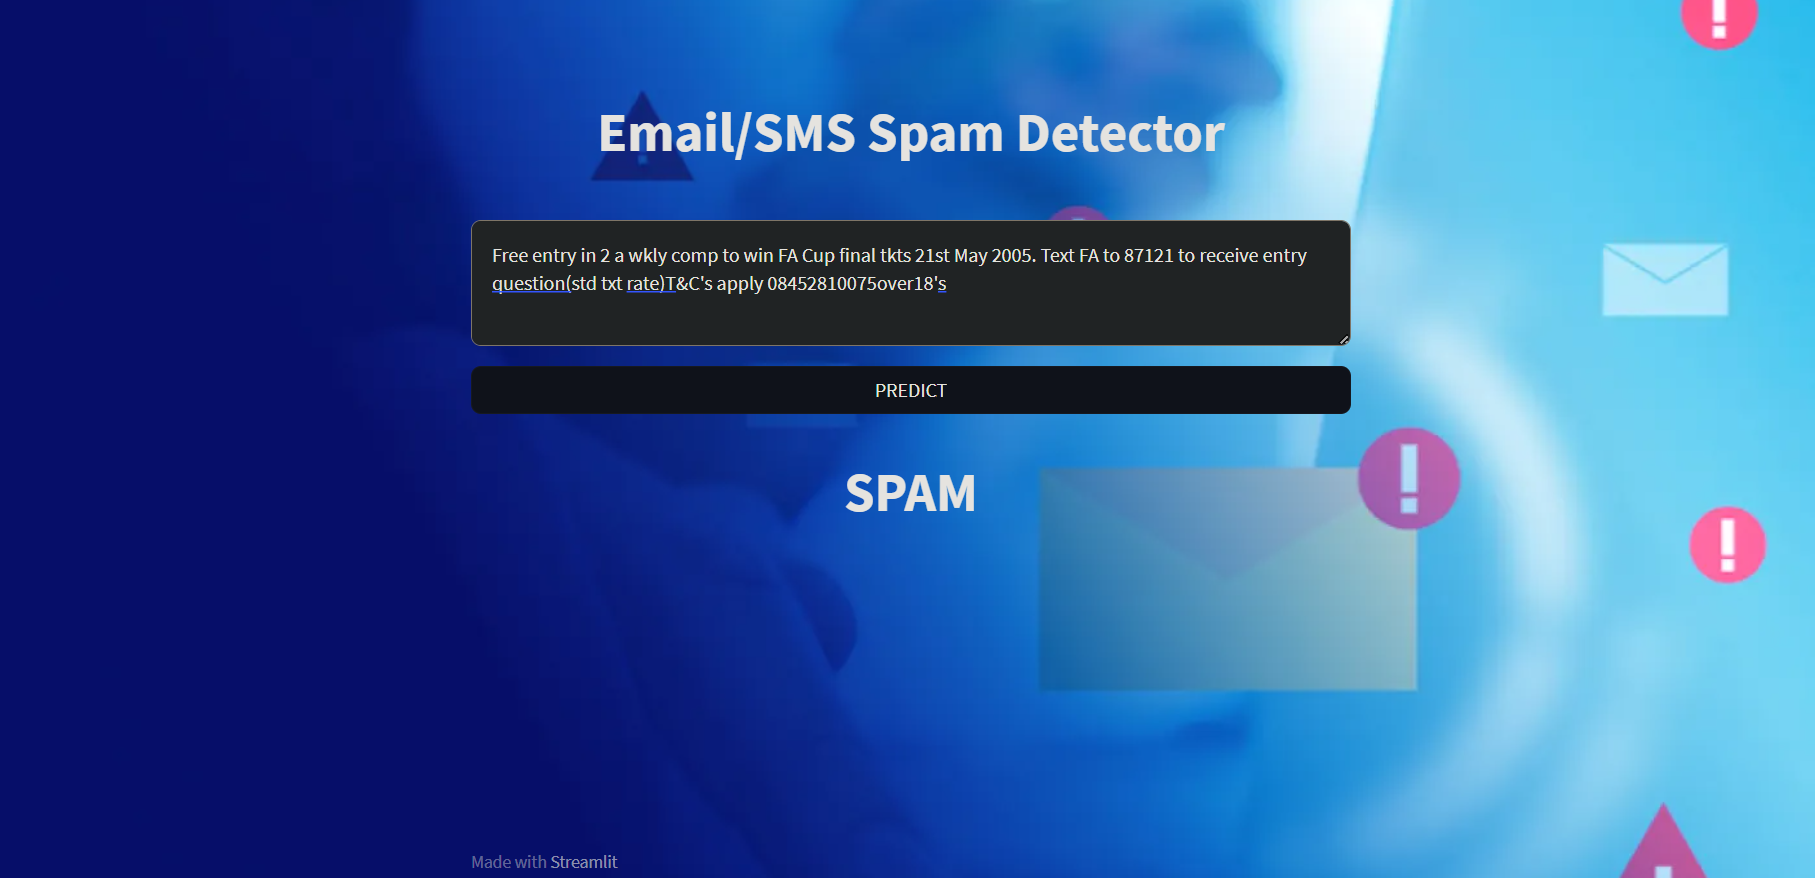 Email/SMS Spam Detector
Free entry in 2 a wkly comp to win FA Cup final tkts 21st May 2005. Text FA to 87121 to receive entry
question(std txt rate)T&C's apply 08452810075over18's
PREDICT
SPAM
Made with Streamlit